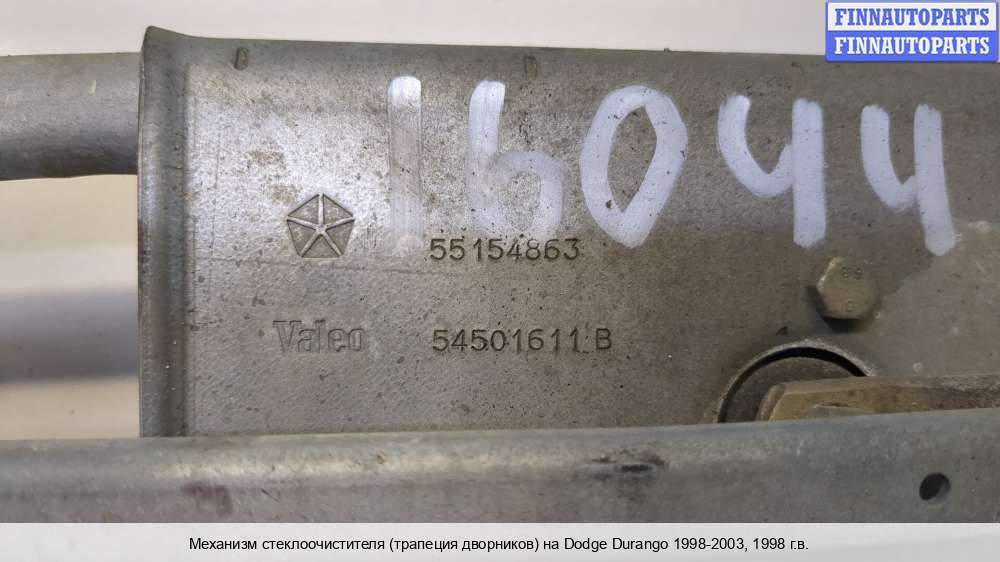 FINNAUTOPARTS
FINNAUTOPARTS
16044
55154863
Valeo 54501611 B
Механизм стеклоочистителя (трапеция дворников) на Dodge Durango 1998-2003, 1998 г.в.